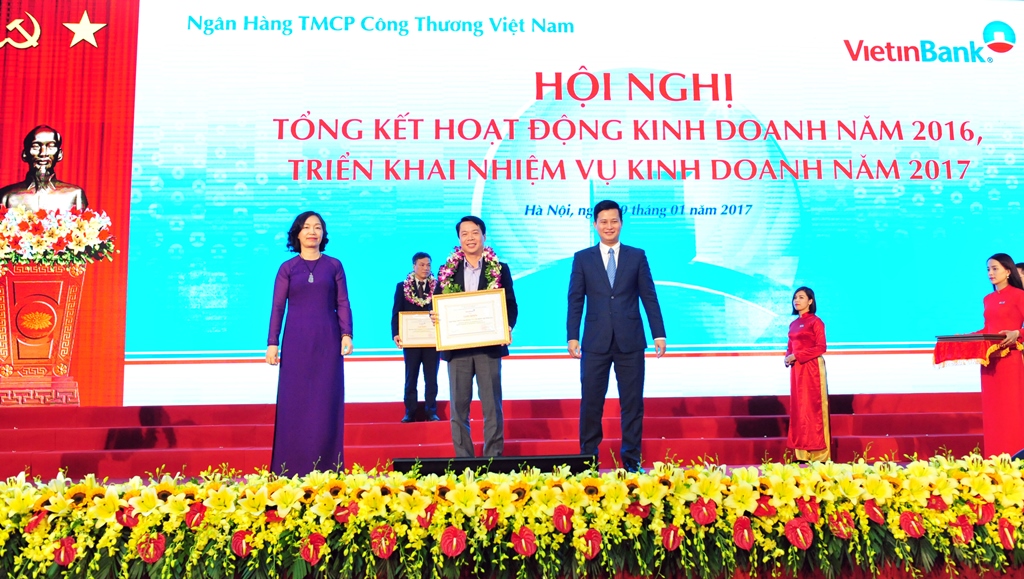 Ngân Hàng TMCP Công Thương Việt Nam
VietinBank®
HỘI NGHỊ
TỔNG KẾT HOẠT ĐỘNG KINH DOANH NĂM 2016,
TRIỂN KHAI NHIỆM VỤ KINH DOANH NĂM 2017
Hà Nội, tháng 01 năm 2017